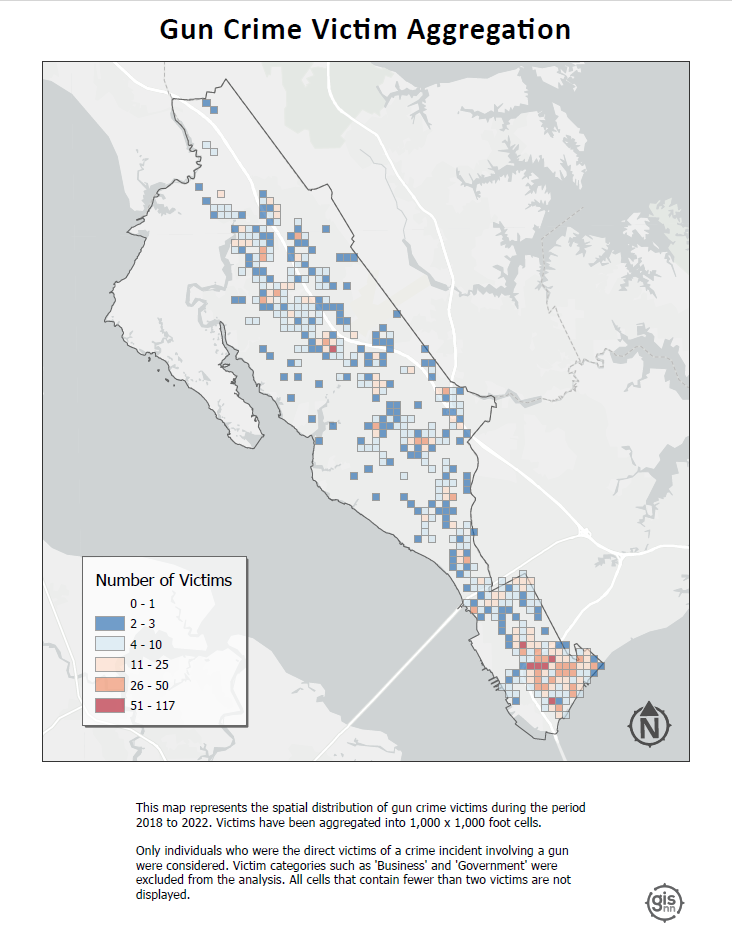 Gun Crime Victim Aggregation
Number of Victims
0 - 1
2 - 3
4 - 10
11 - 25
26 - 50
51 - 117
N
This map represents the spatial distribution of gun crime victims during the period
2018 to 2022. Victims have been aggregated into 1,000 x 1,000 foot cells.
Only individuals who were the direct victims of a crime incident involving a gun
were considered. Victim categories such as 'Business' and 'Government' were
excluded from the analysis. All cells that contain fewer than two victims are not
displayed.
gis
nn